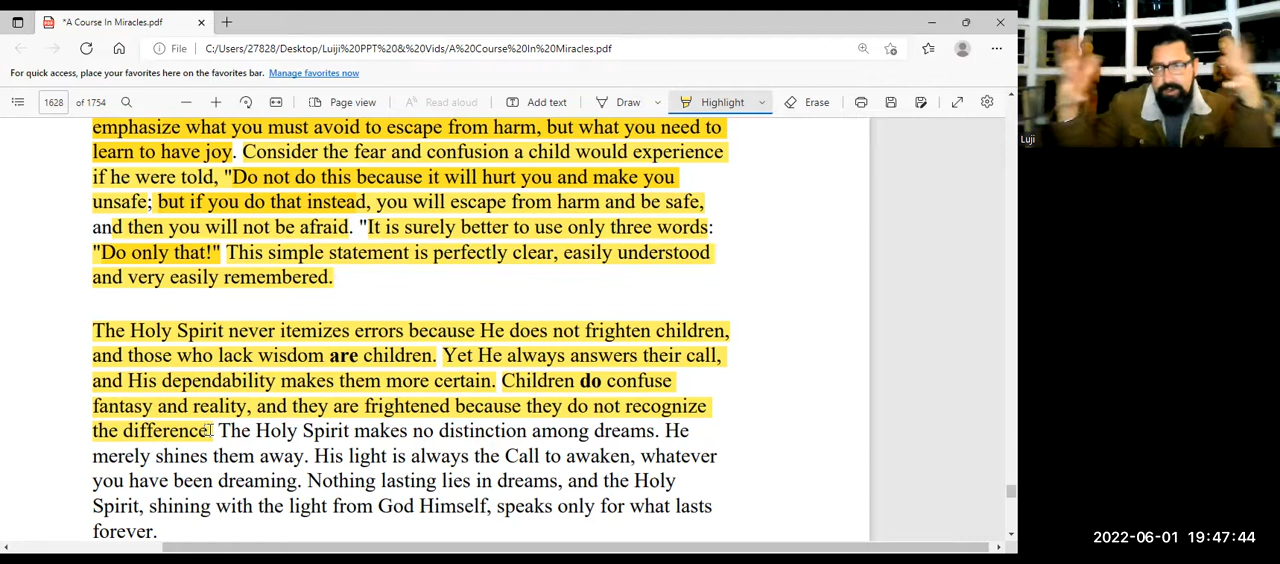 *A Course In Miracles.pdf
File
C:/Users/27828/Desktop/Luiji%20PPT%20&%20Vids/A%20Course%20In%20Miracles.pdf
For quick access, place your favorites here on the favorites bar. Manage favorites now
1628 of 1754
Page view
Read aloud
Add text
Draw
Highlight
Erase
Luji
emphasize what you must avoid to escape from harm, but what you need to
learn to have joy. Consider the fear and confusion a child would experience
if he were told, "Do not do this because it will hurt you and make you
unsafe; but if you do that instead, you will escape from harm and be safe,
and then you will not be afraid. "It is surely better to use only three words:
"Do only that!" This simple statement is perfectly clear, easily understood
and very easily remembered.
The Holy Spirit never itemizes errors because He does not frighten children,
and those who lack wisdom are children. Yet He always answers their call,
and His dependability makes them more certain. Children do confuse
fantasy and reality, and they are frightened because they do not recognize
the difference. The Holy Spirit makes no distinction among dreams. He
merely shines them away. His light is always the Call to awaken, whatever
you have been dreaming. Nothing lasting lies in dreams, and the Holy
Spirit, shining with the light from God Himself, speaks only for what lasts
forever.
2022-06-01 19:47:44